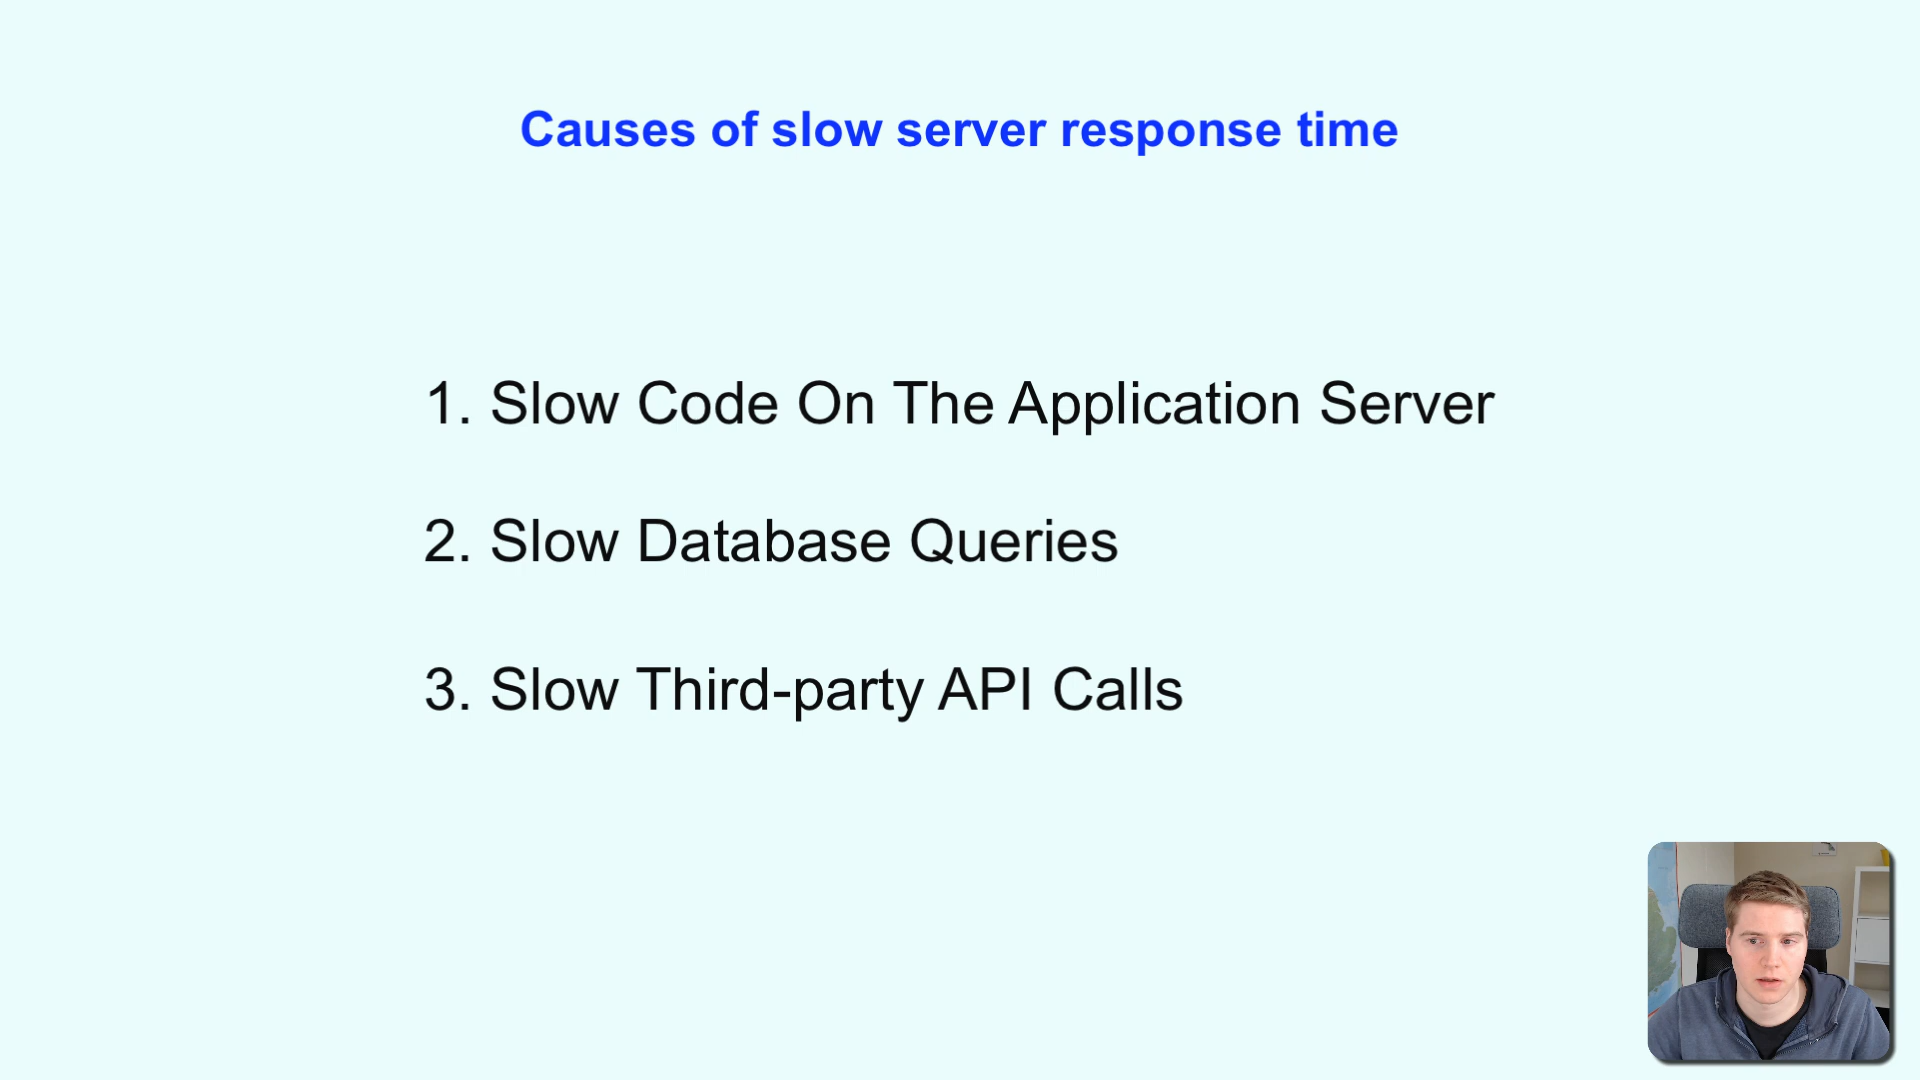 Causes of slow server response time
1. Slow Code On The Application Server
2. Slow Database Queries
3. Slow Third-party API Calls